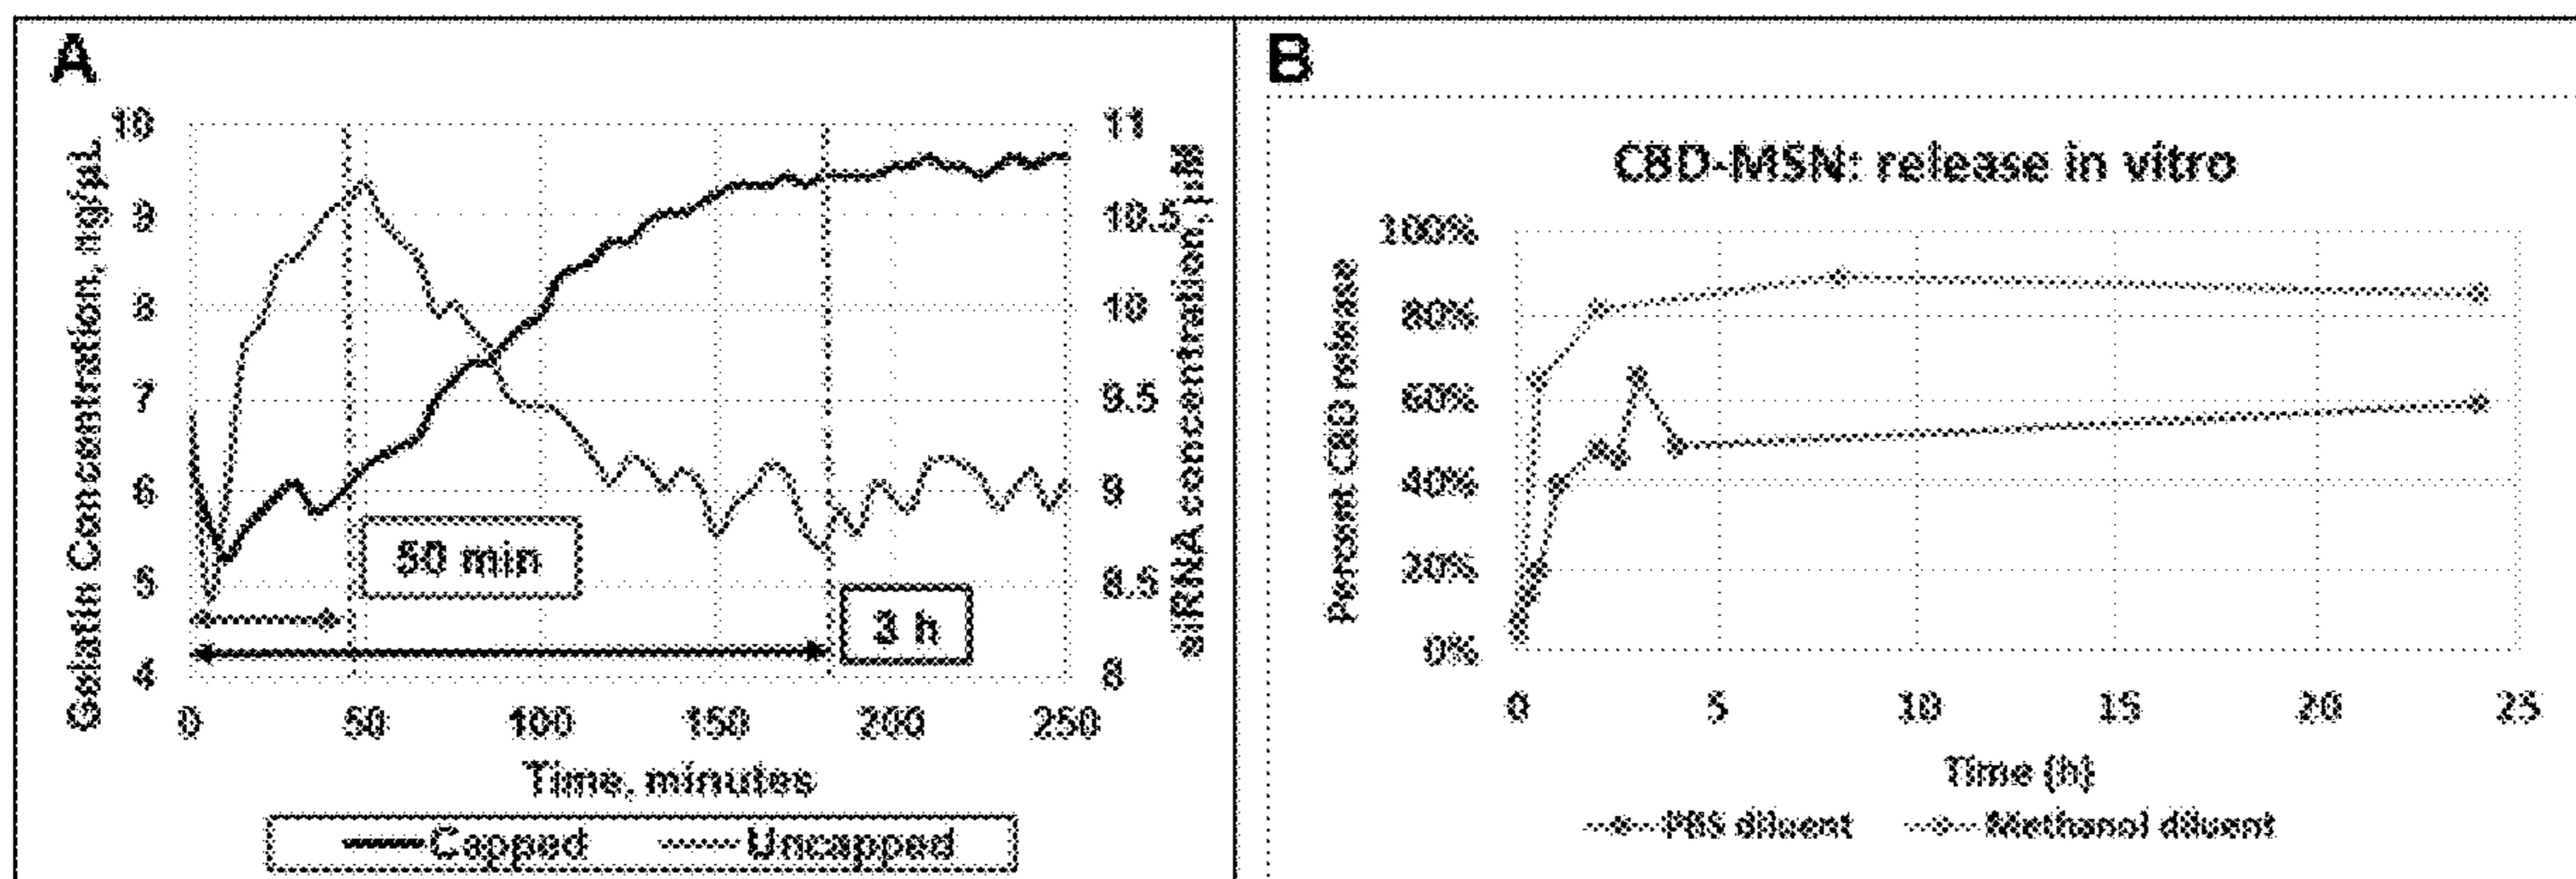 A
Gelatin Concentration, ng/µL
10
9
8
7
6
5
4
11
10.5
10
9.5
9
8.5
8
siRNA concentration, µM
50 min
3 h
0 50 100 150 200 250
Time, minutes
Capped Uncapped
B
CBD-MSN: release in vitro
Percent CBD release
100%
80%
60%
40%
20%
0%
0 5 10 15 20 25
Time (h)
PBS diluent Methanol diluent